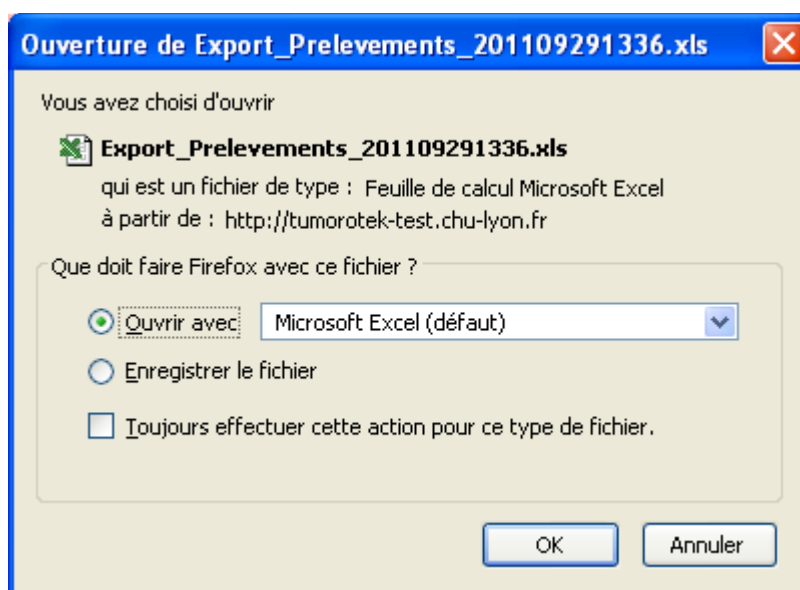 Ouverture de Export_Prelevements_201109291336.xls
Vous avez choisi d'ouvrir
Export_Prelevements_201109291336.xls
qui est un fichier de type : Feuille de calcul Microsoft Excel
à partir de : http://tumorotek-test.chu-lyon.fr
Que doit faire Firefox avec ce fichier ?
Ouvrir avec Microsoft Excel (défaut)
Enregistrer le fichier
Toujours effectuer cette action pour ce type de fichier.
OK Annuler